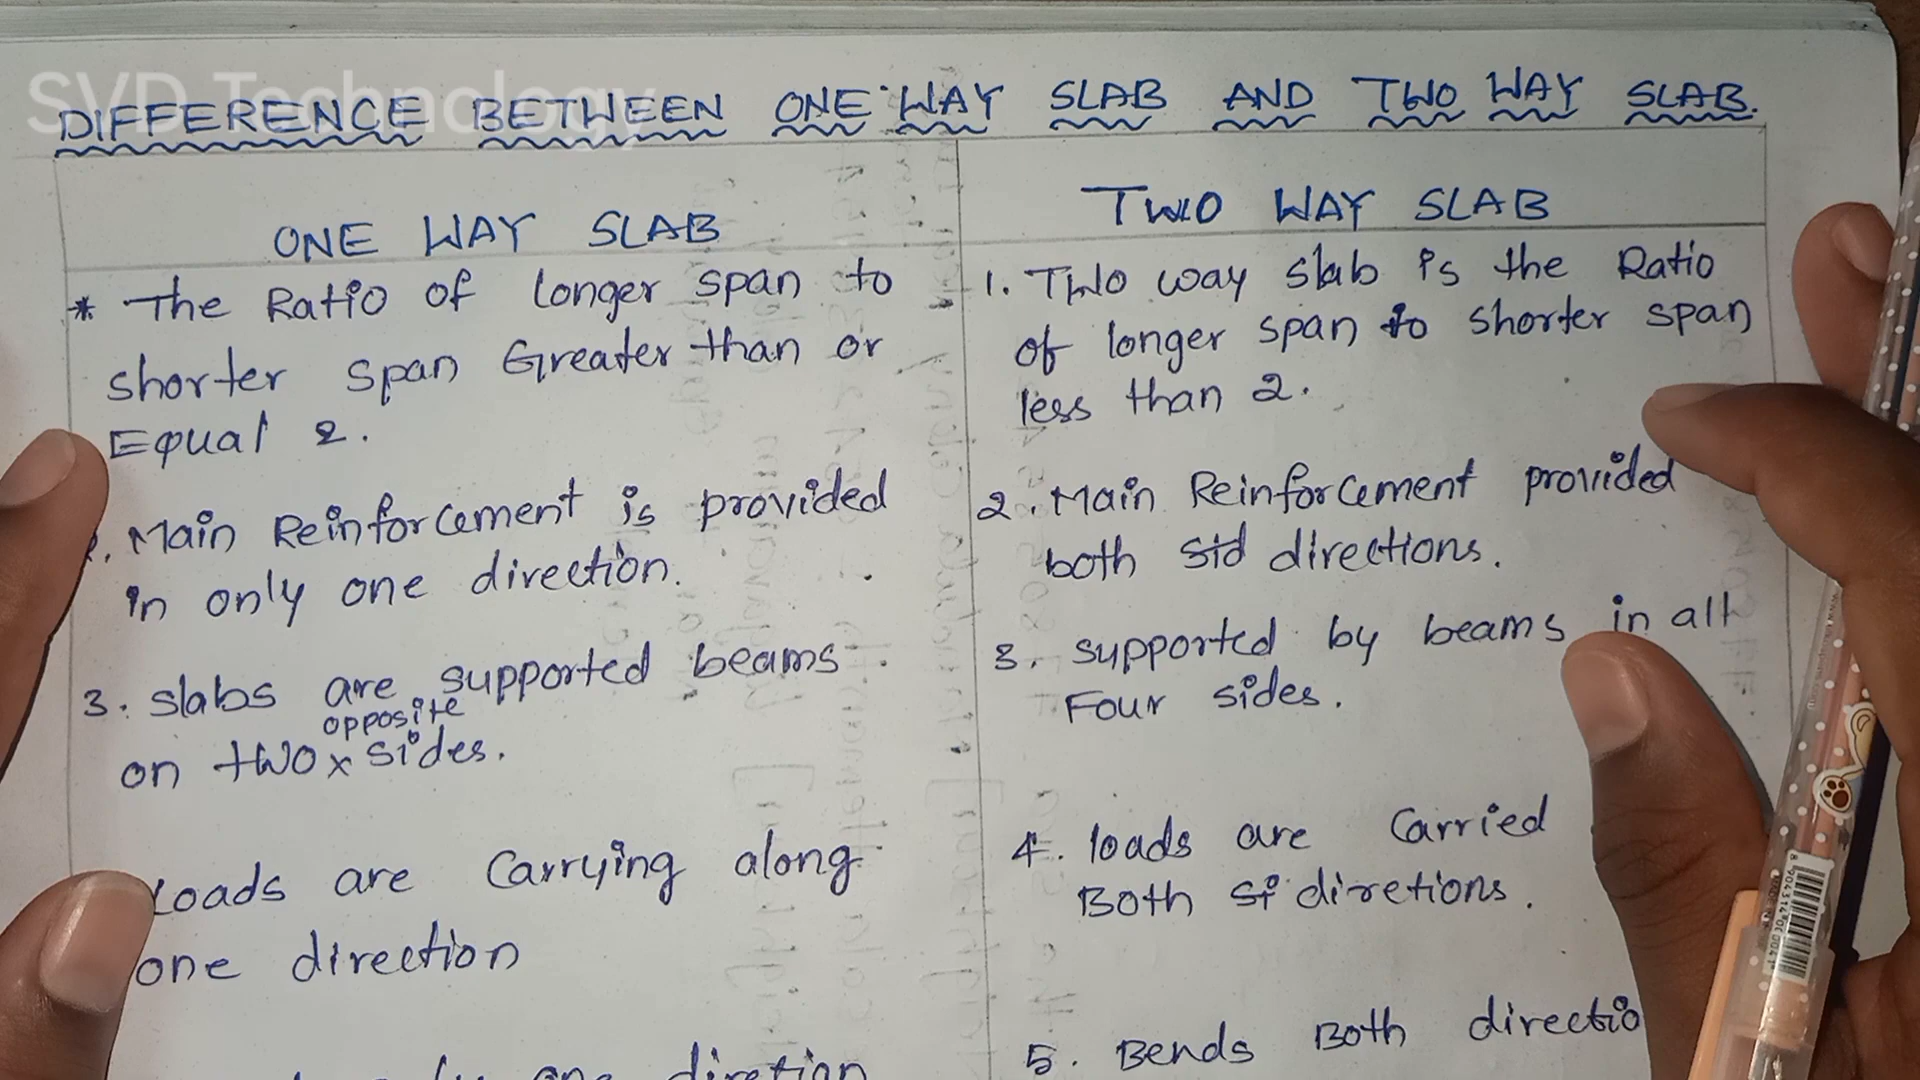 SVD Technology
DIFFERENCE BETWEEN ONE WAY SLAB AND TWO WAY SLAB.
ONE WAY SLAB
* The Ratio of longer span to
shorter span Greater than or
Equal 2.
Main Reinforcement is provided
in only one direction.
3. slabs are supported beams
opposite
on two x sides.
Loads are Carrying along
one direction
one diretion
TWO WAY SLAB
1. Two way slab is the Ratio
of longer span to shorter span
less than 2.
2. Main Reinforcement provided
both sid directions.
3. supported by beams in all
Four sides.
4. loads are Carried
Both si diretions.
5. Bends Both directio